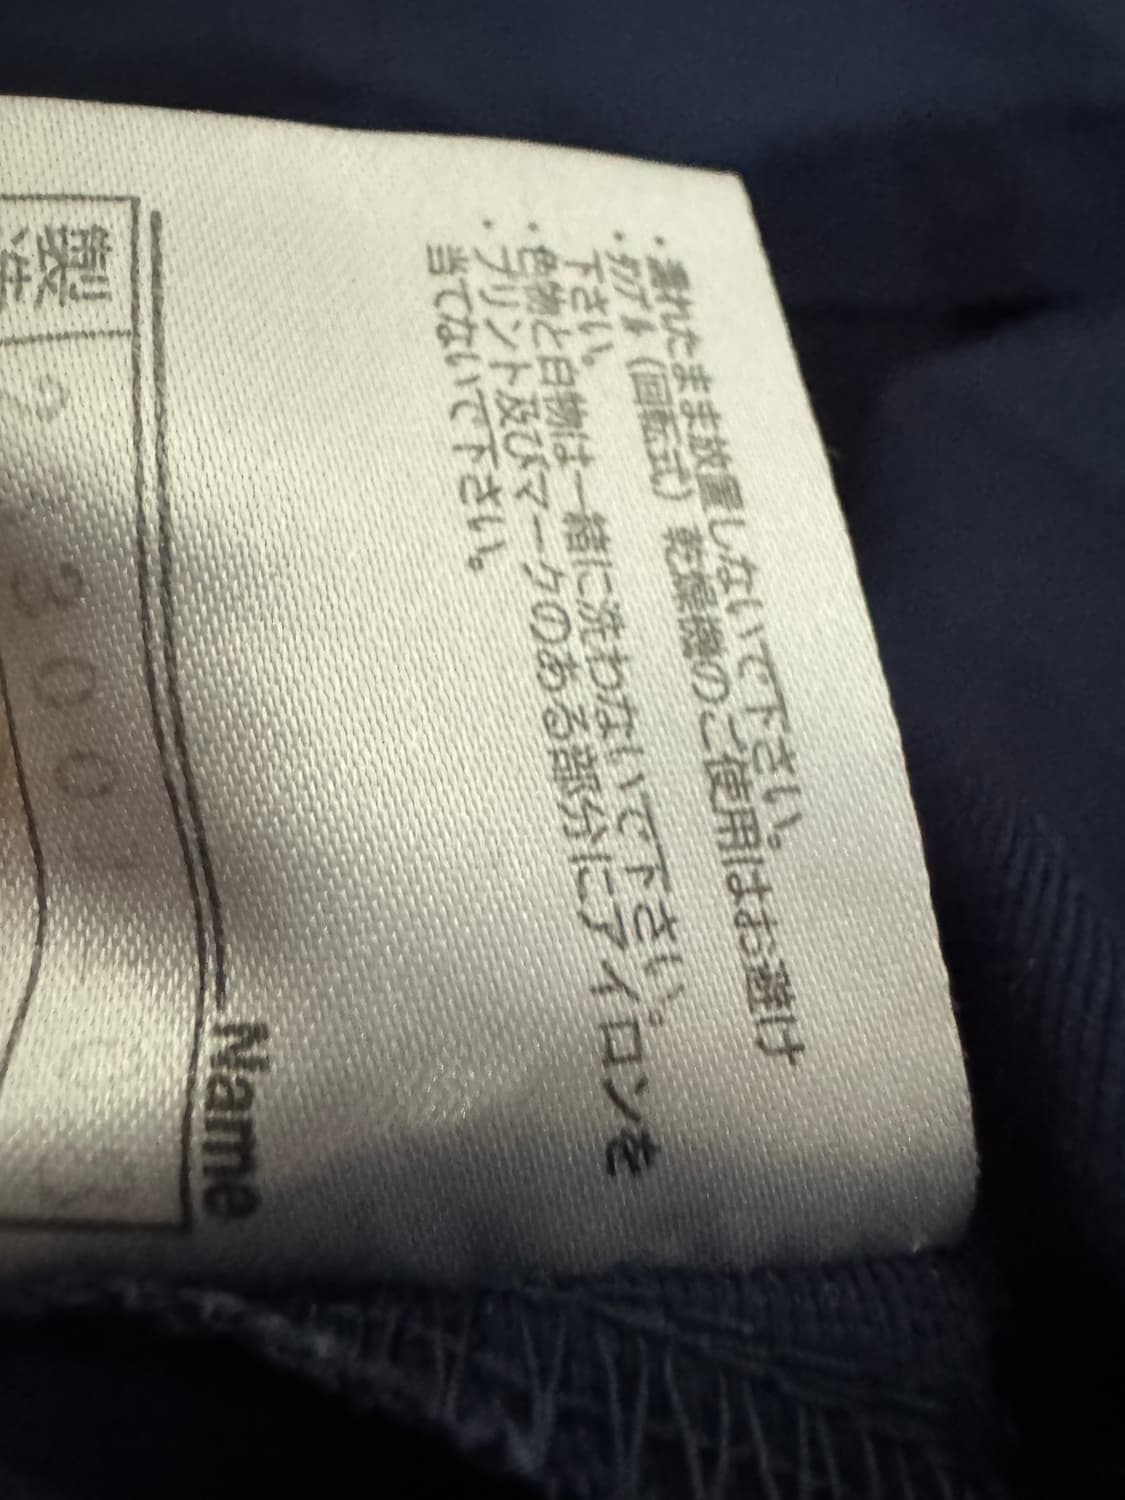 ・濡れたまま放置しないで下さい。
・タンブラ（回転式）乾燥機のご使用はお避け
下さい。
・色物と白物は一緒に洗わないで下さい。
・プリント及びマークのある部分にアイロンを
当てないで下さい。
Name
製